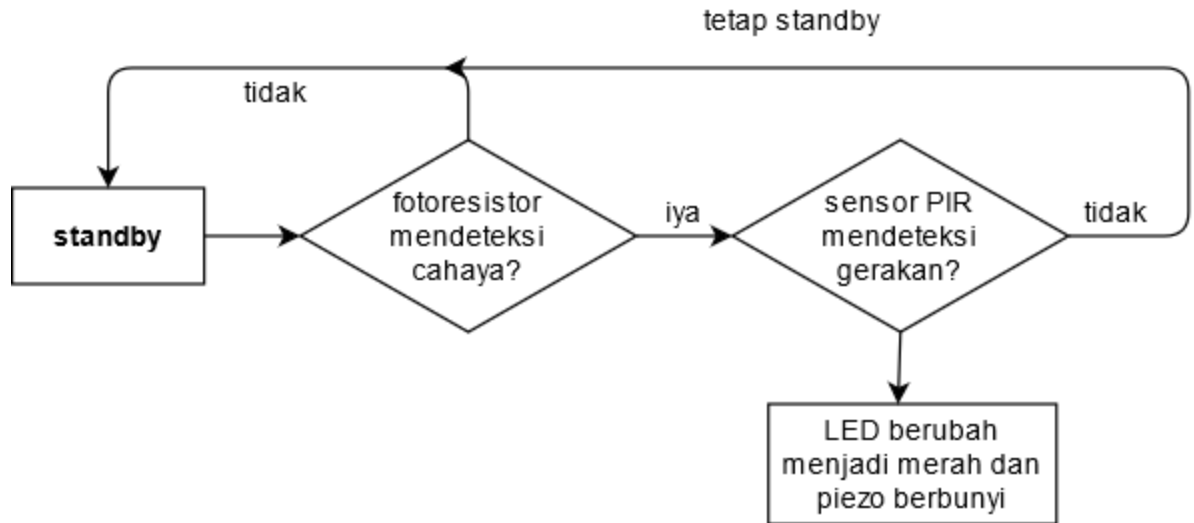 tetap standby
tidak
standby
fotoresistor
mendeteksi
cahaya?
iya
sensor PIR
mendeteksi
gerakan?
tidak
LED berubah
menjadi merah dan
piezo berbunyi